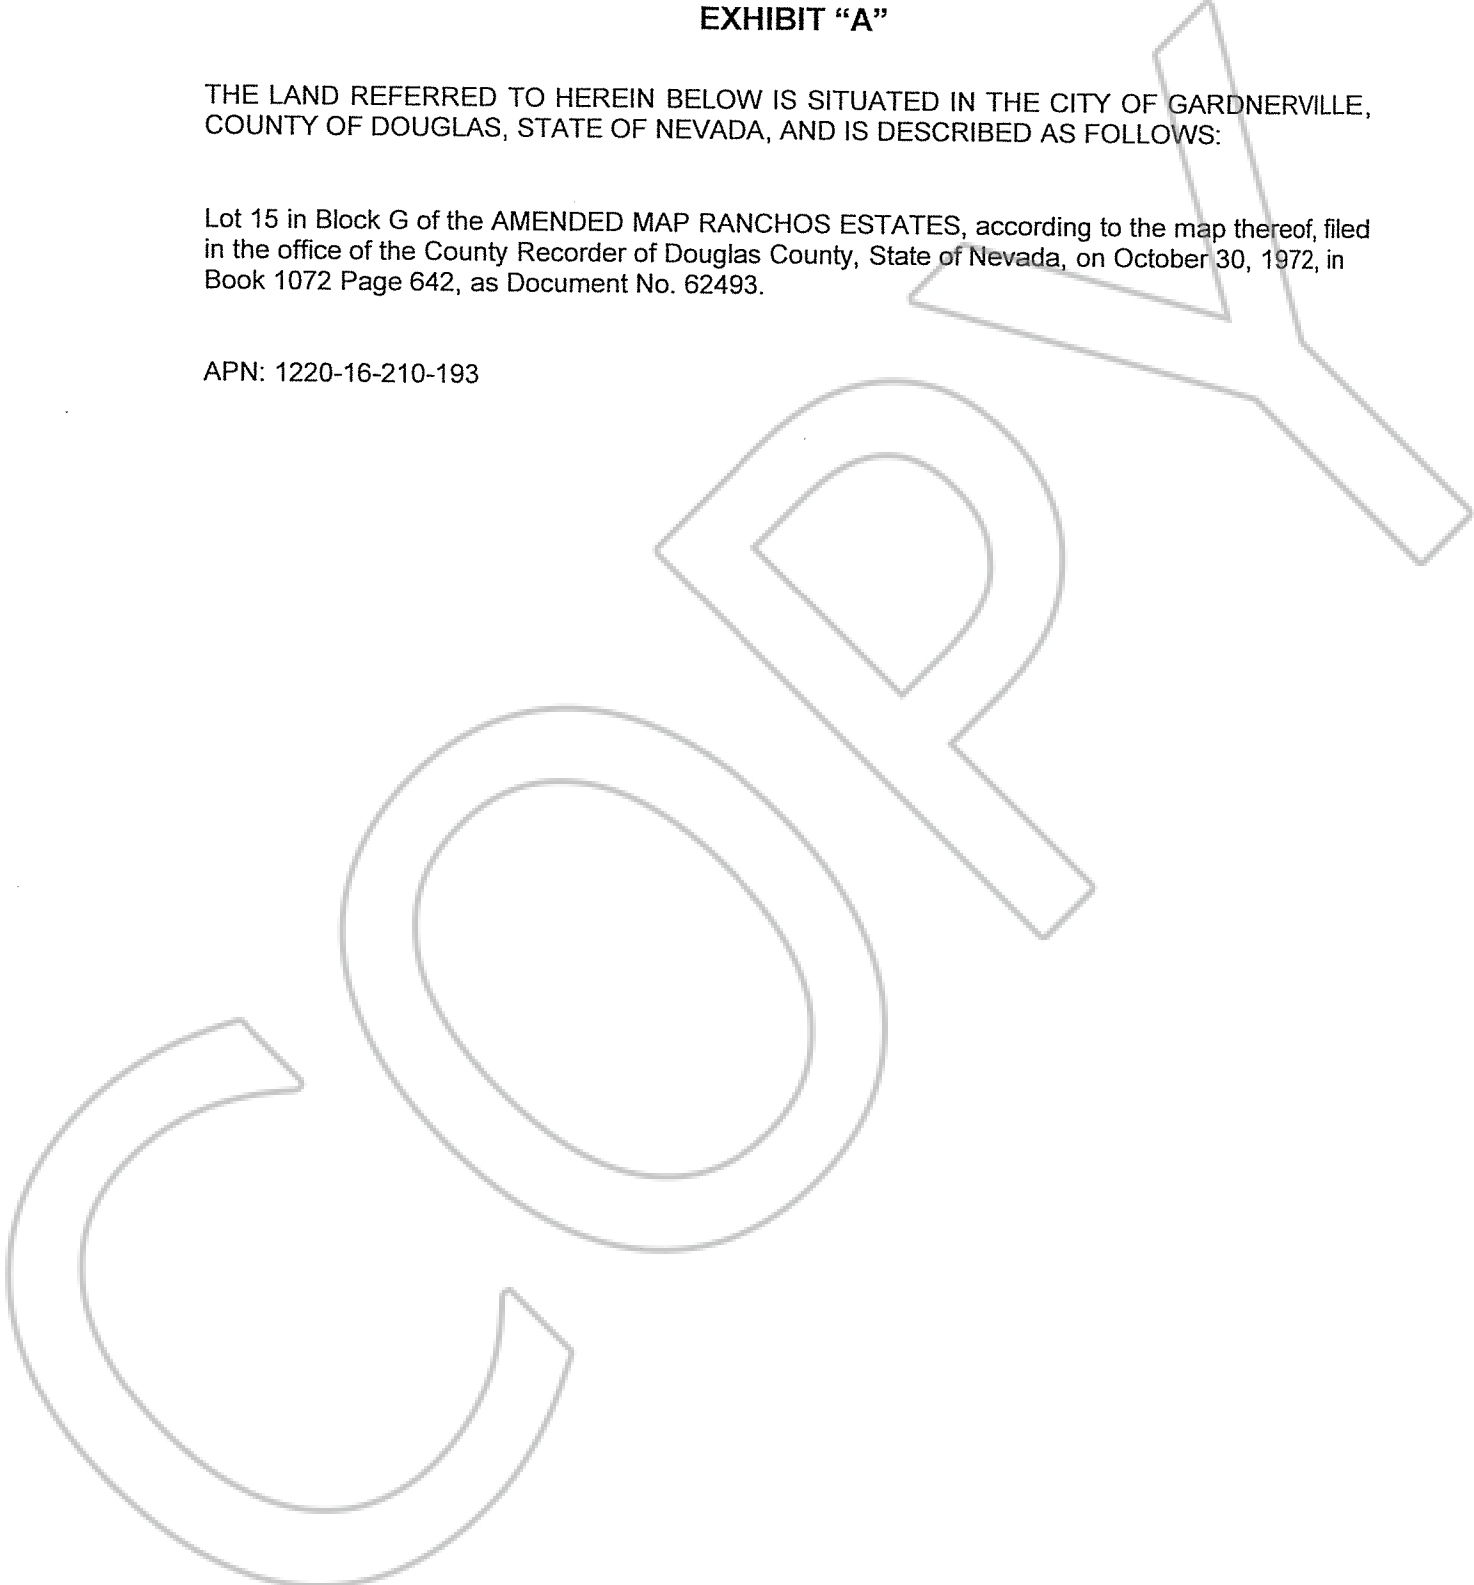 EXHIBIT “A”
THE LAND REFERRED TO HEREIN BELOW IS SITUATED IN THE CITY OF GARDNERVILLE,
COUNTY OF DOUGLAS, STATE OF NEVADA, AND IS DESCRIBED AS FOLLOWS:
Lot 15 in Block G of the AMENDED MAP RANCHOS ESTATES, according to the map thereof, filed
in the office of the County Recorder of Douglas County, State of Nevada, on October 30, 1972, in
Book 1072 Page 642, as Document No. 62493.
APN: 1220-16-210-193
COPY